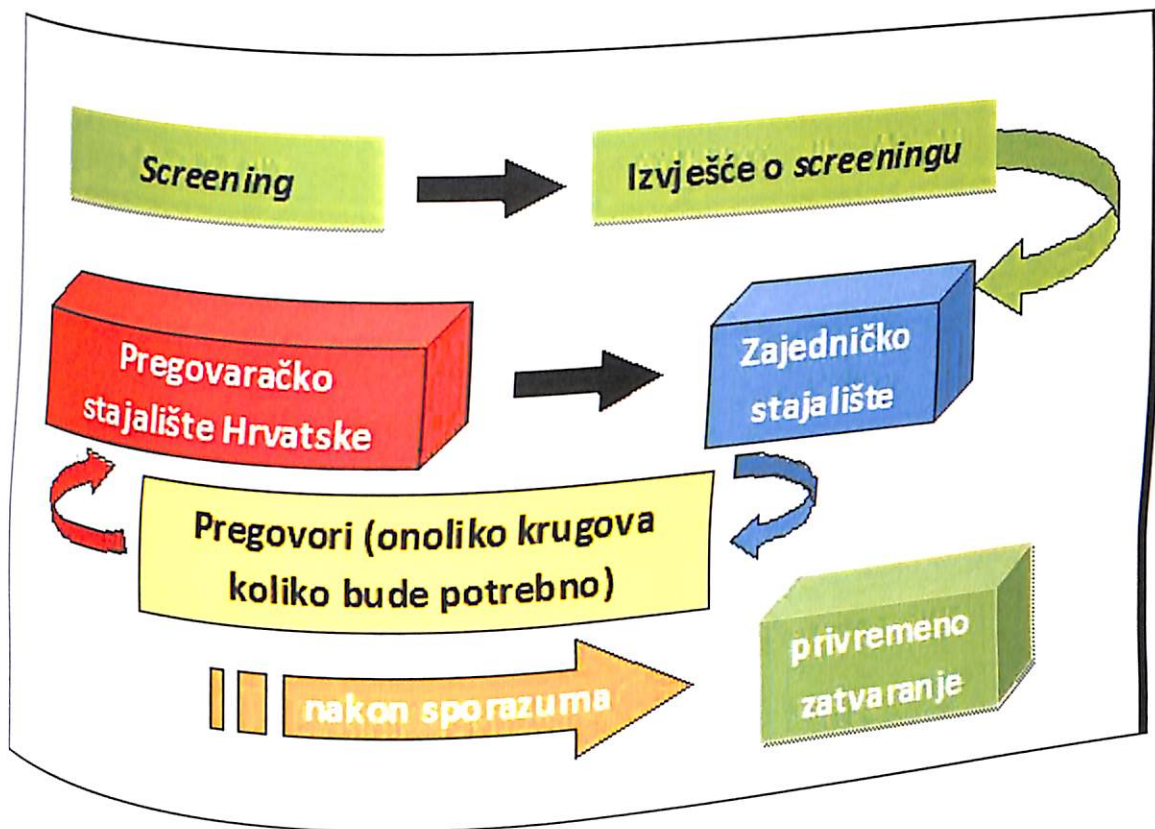 Screening
Izvješće o screeningu
Pregovaračko
stajalište Hrvatske
Zajedničko
stajalište
Pregovori (onoliko krugova
koliko bude potrebno)
nakon sporazuma
privremeno
zatvaranje